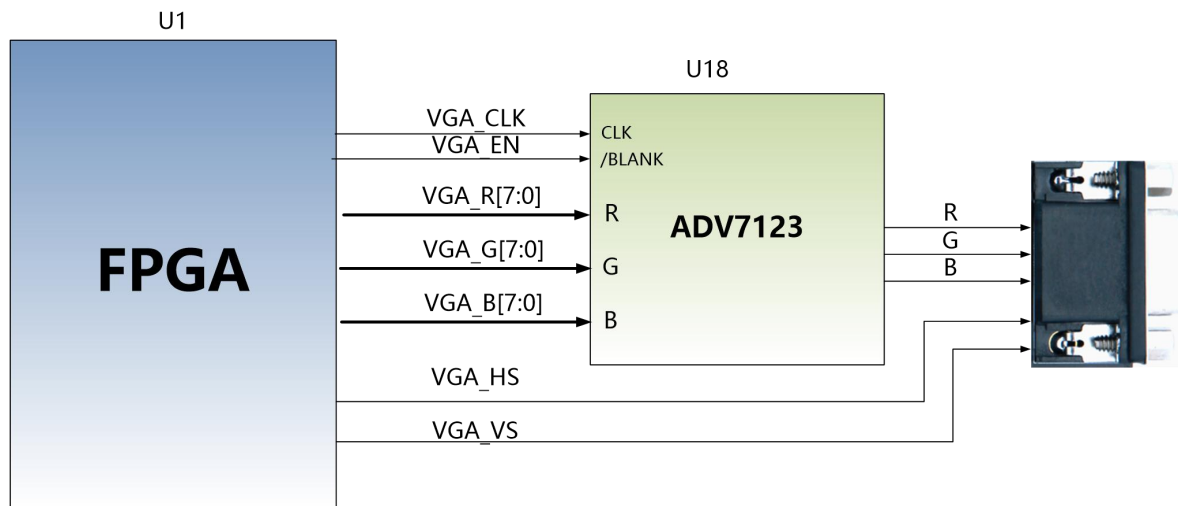 U1
U18
FPGA
VGA_CLK
VGA_EN
VGA_R[7:0]
VGA_G[7:0]
VGA_B[7:0]
VGA_HS
VGA_VS
CLK
/BLANK
R
G
B
ADV7123
R
G
B